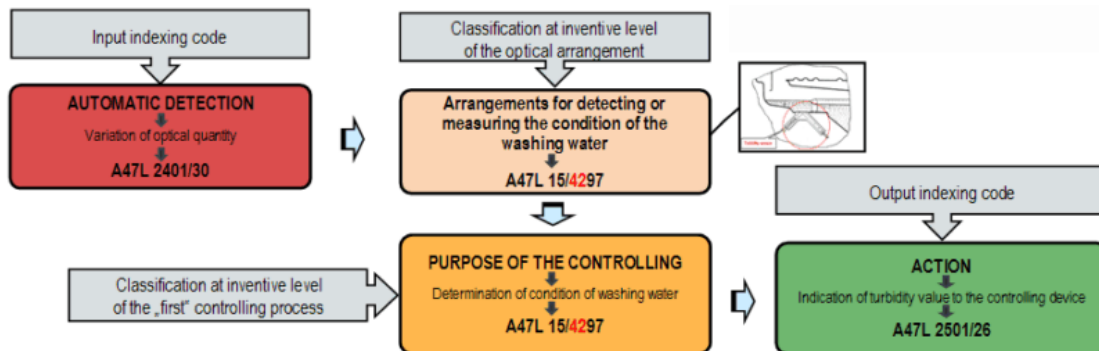 Input indexing code
Classification at inventive level
of the optical arrangement
AUTOMATIC DETECTION
Variation of optical quantity
A47L 2401/30
Arrangements for detecting or
measuring the condition of the
washing water
A47L 15/4297
Output indexing code
Classification at inventive level
of the „first” controlling process
PURPOSE OF THE CONTROLLING
Determination of condition of washing water
A47L 15/4297
ACTION
Indication of turbidity value to the controlling device
A47L 2501/26